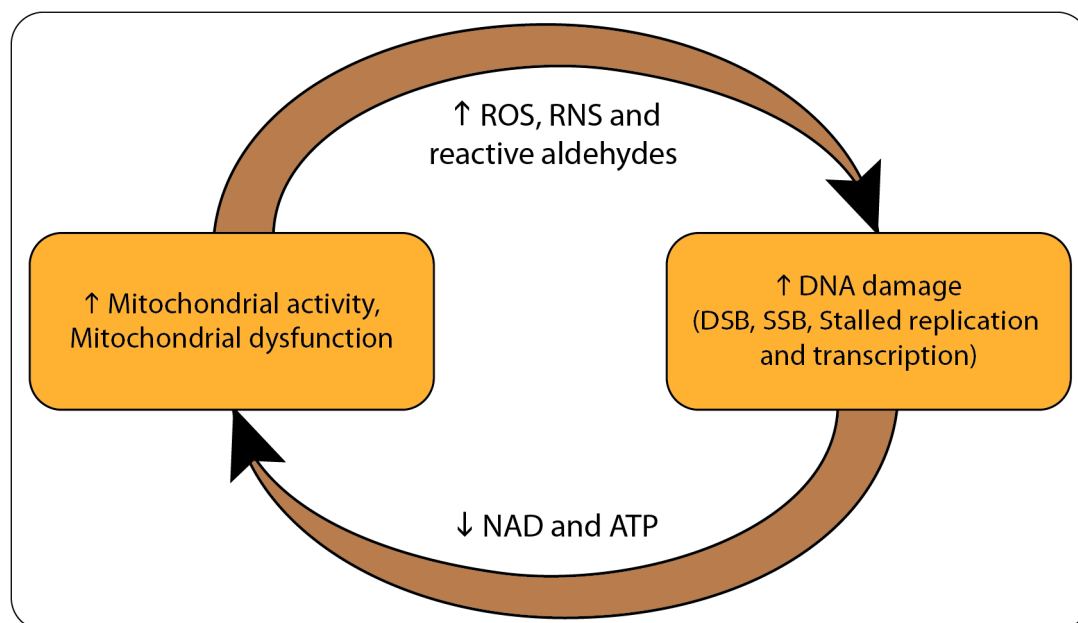 ↑ ROS, RNS and
reactive aldehydes
↑ Mitochondrial activity,
Mitochondrial dysfunction
↑ DNA damage
(DSB, SSB, Stalled replication
and transcription)
↓ NAD and ATP